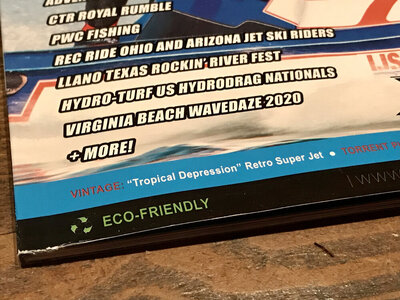 CTR ROYAL RUMBLE
PWC FISHING
REC RIDE OHIO AND ARIZONA JET SKI RIDERS
LLANO TEXAS ROCKIN' RIVER FEST
HYDRO-TURF US HYDRODRAG NATIONALS
VIRGINIA BEACH WAVEDAZE 2020
+ MORE!
VINTAGE: "Tropical Depression" Retro Super Jet ●
ECO-FRIENDLY